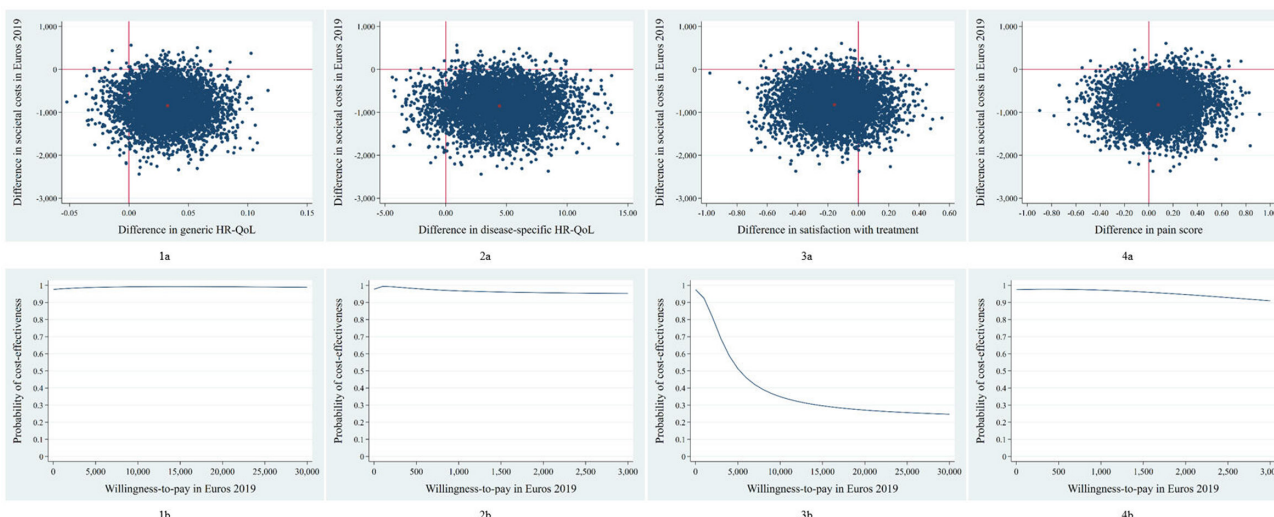 Difference in societal costs in Euros 2019
1,000
0
-1,000
-2,000
-3,000
-0.05 0.00 0.05 0.10 0.15
Difference in generic HR-QoL
1a
Difference in societal costs in Euros 2019
1,000
0
-1,000
-2,000
-3,000
-5.00 0.00 5.00 10.00 15.00
Difference in disease-specific HR-QoL
2a
Difference in societal costs in Euros 2019
1,000
0
-1,000
-2,000
-3,000
-1.00 -0.80 -0.60 -0.40 -0.20 0.00 0.20 0.40 0.60
Difference in satisfaction with treatment
3a
Difference in societal costs in Euros 2019
1,000
0
-1,000
-2,000
-3,000
-1.00 -0.80 -0.60 -0.40 -0.20 0.00 0.20 0.40 0.60 0.80 1.00
Difference in pain score
4a
Probability of cost-effectiveness
1
0.9
0.8
0.7
0.6
0.5
0.4
0.3
0.2
0.1
0
0 5,000 10,000 15,000 20,000 25,000 30,000
Willingness-to-pay in Euros 2019
1b
Probability of cost-effectiveness
1
0.9
0.8
0.7
0.6
0.5
0.4
0.3
0.2
0.1
0
0 500 1,000 1,500 2,000 2,500 3,000
Willingness-to-pay in Euros 2019
2b
Probability of cost-effectiveness
1
0.9
0.8
0.7
0.6
0.5
0.4
0.3
0.2
0.1
0
0 5,000 10,000 15,000 20,000 25,000 30,000
Willingness-to-pay in Euros 2019
3b
Probability of cost-effectiveness
1
0.9
0.8
0.7
0.6
0.5
0.4
0.3
0.2
0.1
0
0 500 1,000 1,500 2,000 2,500 3,000
Willingness-to-pay in Euros 2019
4b